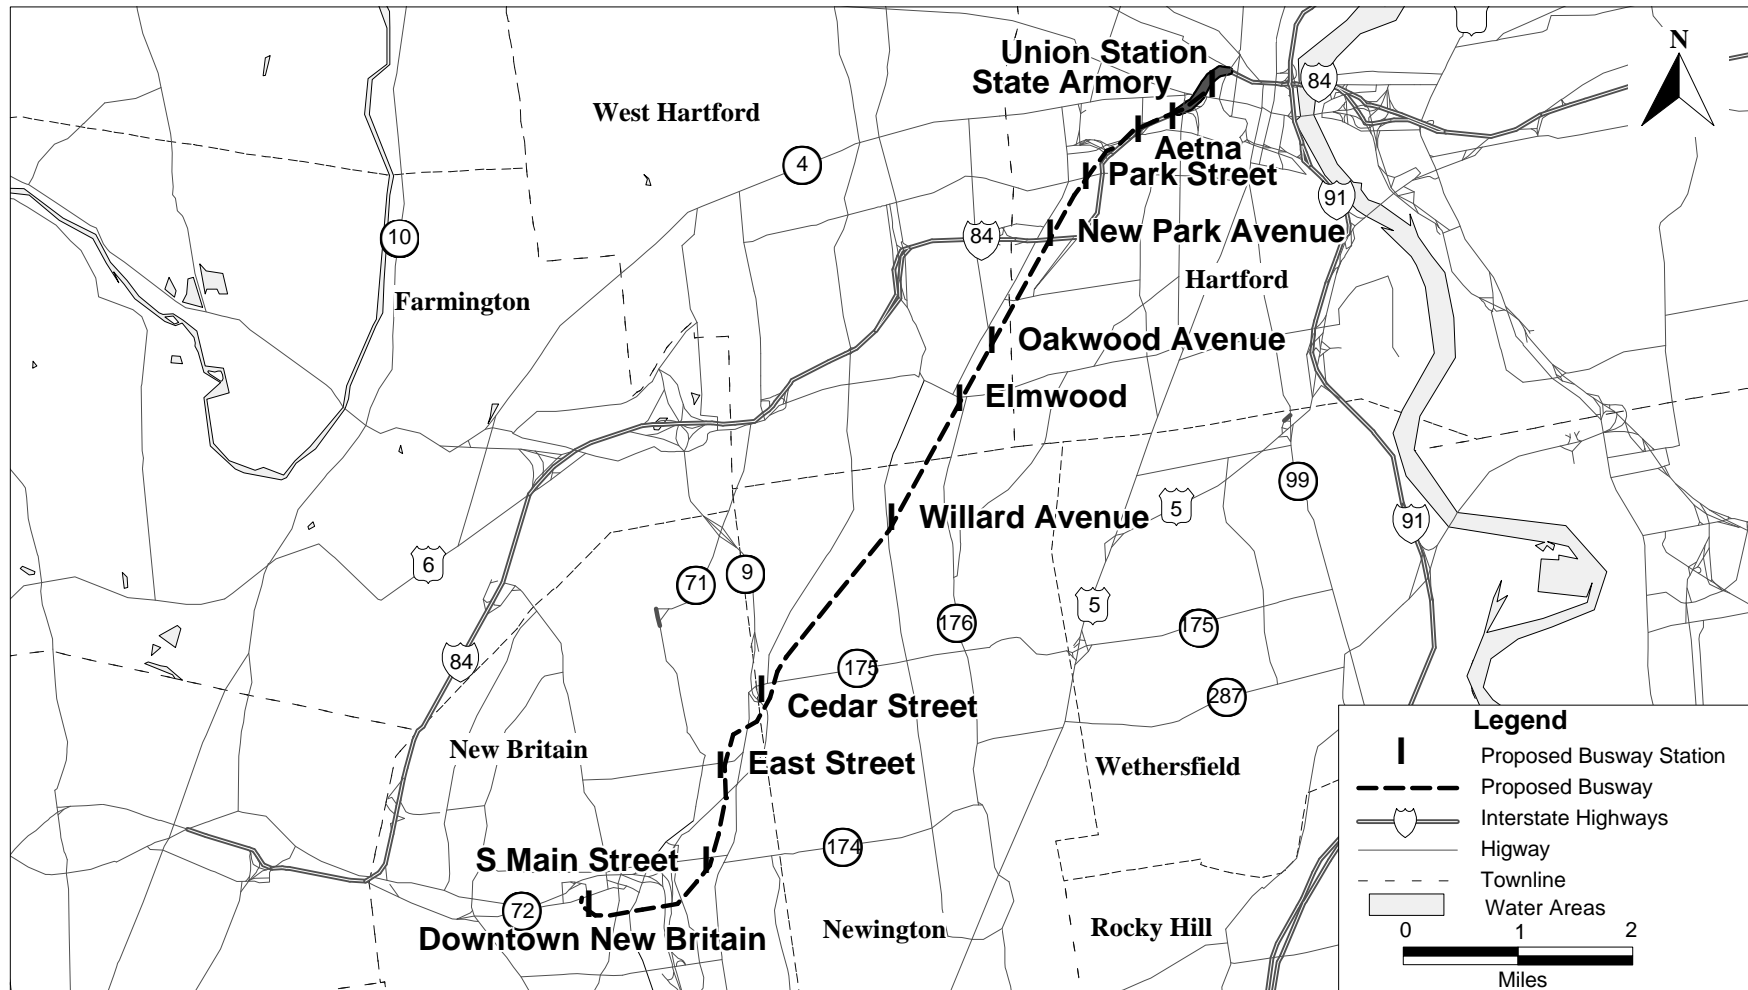 Union Station
N
State Armory
84
West Hartford
4
Aetna
Park Street
91
10
84
New Park Avenue
Hartford
Farmington
Oakwood Avenue
Elmwood
99
5
Willard Avenue
91
6
71
9
5
176
175
84
175
287
Cedar Street
Legend
New Britain
East Street
Wethersfield
Proposed Busway Station
Proposed Busway
Interstate Highways
174
Higway
S Main Street
Townline
72
Water Areas
Downtown New Britain
Newington
Rocky Hill
0 1 2
Miles